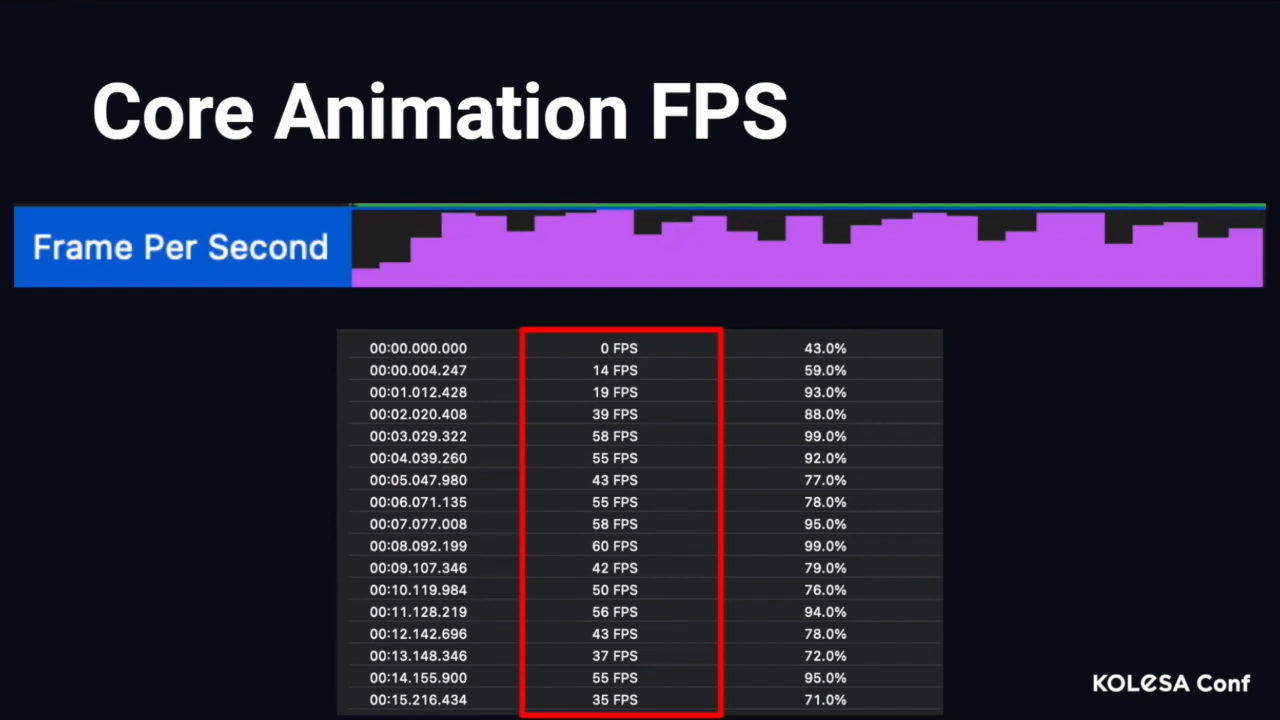 Core Animation FPS
Frame Per Second
00:00.000.000 0 FPS 43.0%
00:00.004.247 14 FPS 59.0%
00:01.012.428 19 FPS 93.0%
00:02.020.408 39 FPS 88.0%
00:03.029.322 58 FPS 99.0%
00:04.039.260 55 FPS 92.0%
00:05.047.980 43 FPS 77.0%
00:06.071.135 55 FPS 78.0%
00:07.077.008 58 FPS 95.0%
00:08.092.199 60 FPS 99.0%
00:09.107.346 42 FPS 79.0%
00:10.119.984 50 FPS 76.0%
00:11.128.219 56 FPS 94.0%
00:12.142.696 43 FPS 78.0%
00:13.148.346 37 FPS 72.0%
00:14.155.900 55 FPS 95.0%
00:15.216.434 35 FPS 71.0%
KOLESA Conf